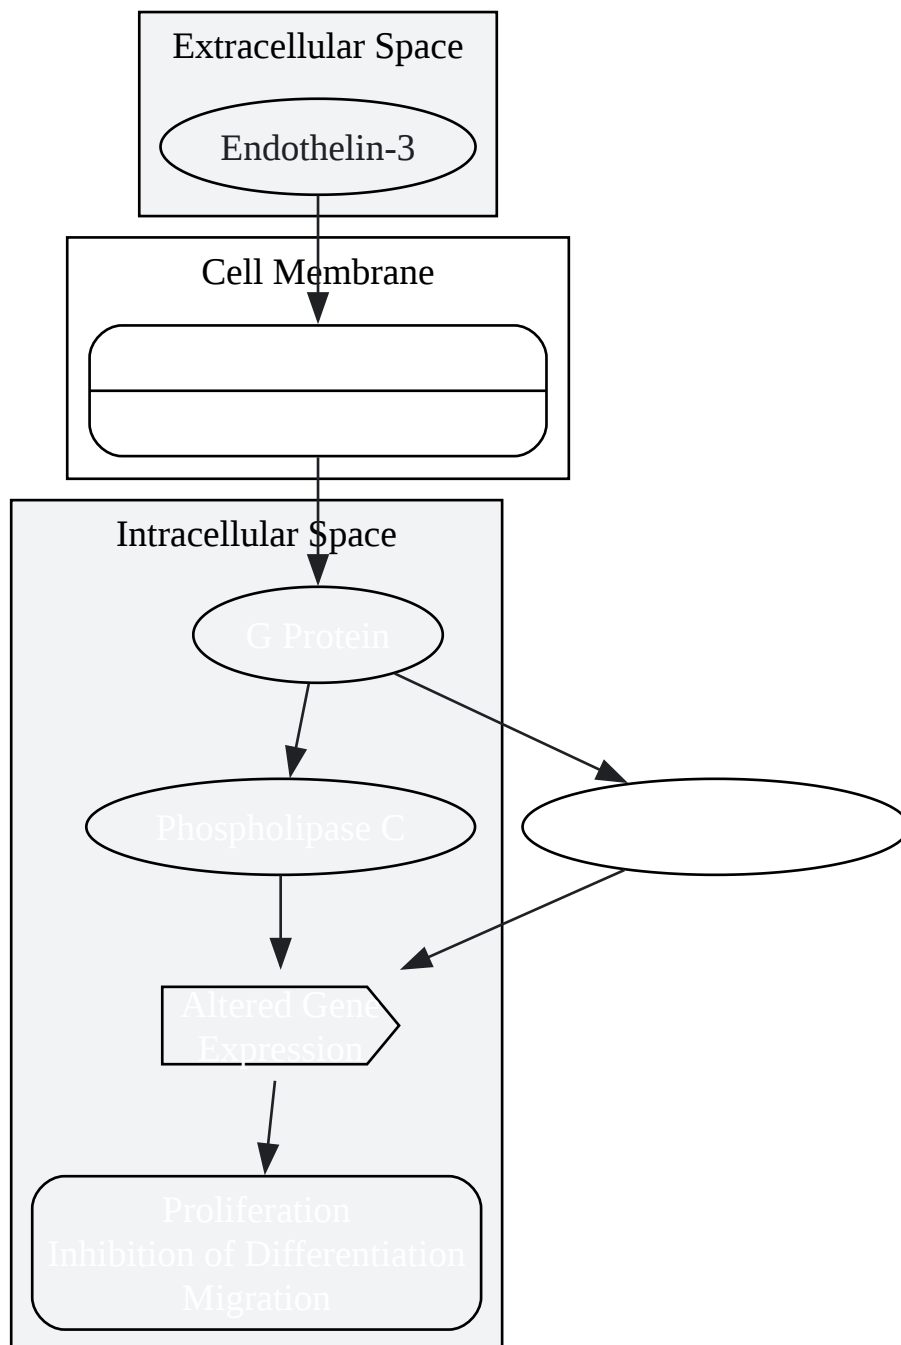 Extracellular Space
Endothelin-3
Cell Membrane
Intracellular Space
G Protein
Phospholipase C
Altered Gene
Expression
Proliferation
Inhibition of Differentiation
Migration